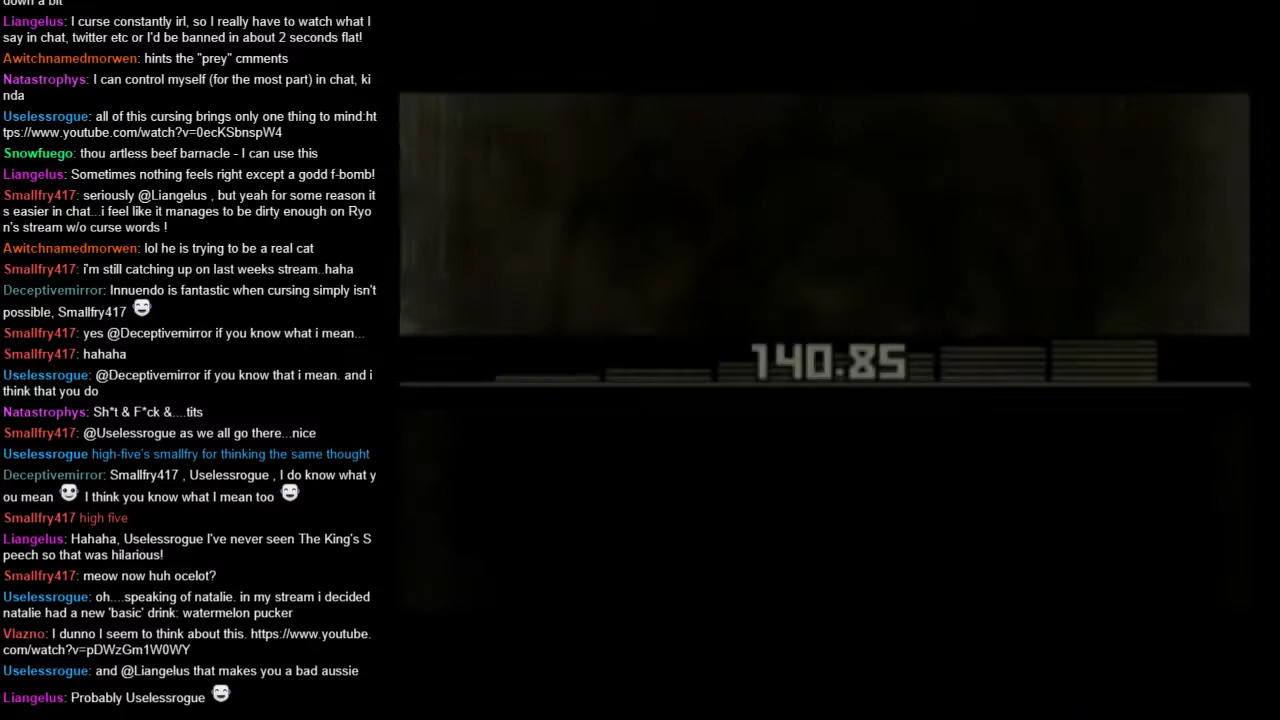 down a bit
Liangelus: I curse constantly irl, so I really have to watch what I
say in chat, twitter etc or I'd be banned in about 2 seconds flat!
Awitchnamedmorwen: hints the "prey" cmments
Natastrophys: I can control myself (for the most part) in chat, ki
nda
Uselessrogue: all of this cursing brings only one thing to mind:ht
tps://www.youtube.com/watch?v=0ecKSbnspW4
Snowfuego: thou artless beef barnacle - I can use this
Liangelus: Sometimes nothing feels right except a godd f-bomb!
Smallfry417: seriously @Liangelus , but yeah for some reason it
s easier in chat...i feel like it manages to be dirty enough on Ryo
n's stream w/o curse words !
Awitchnamedmorwen: lol he is trying to be a real cat
Smallfry417: i'm still catching up on last weeks stream..haha
Deceptivemirror: Innuendo is fantastic when cursing simply isn't
possible, Smallfry417
Smallfry417: yes @Deceptivemirror if you know what i mean...
Smallfry417: hahaha
Uselessrogue: @Deceptivemirror if you know that i mean. and i
think that you do
Natastrophys: Sh*t & F*ck &....tits
Smallfry417: @Uselessrogue as we all go there...nice
Uselessrogue high-five's smallfry for thinking the same thought
Deceptivemirror: Smallfry417 , Uselessrogue , I do know what y
ou mean I think you know what I mean too
Smallfry417 high five
Liangelus: Hahaha, Uselessrogue I've never seen The King's S
peech so that was hilarious!
Smallfry417: meow now huh ocelot?
Uselessrogue: oh....speaking of natalie. in my stream i decided
natalie had a new 'basic' drink: watermelon pucker
Vlazno: I dunno I seem to think about this. https://www.youtube.
com/watch?v=pDWzGm1W0WY
Uselessrogue: and @Liangelus that makes you a bad aussie
Liangelus: Probably Uselessrogue
140.85